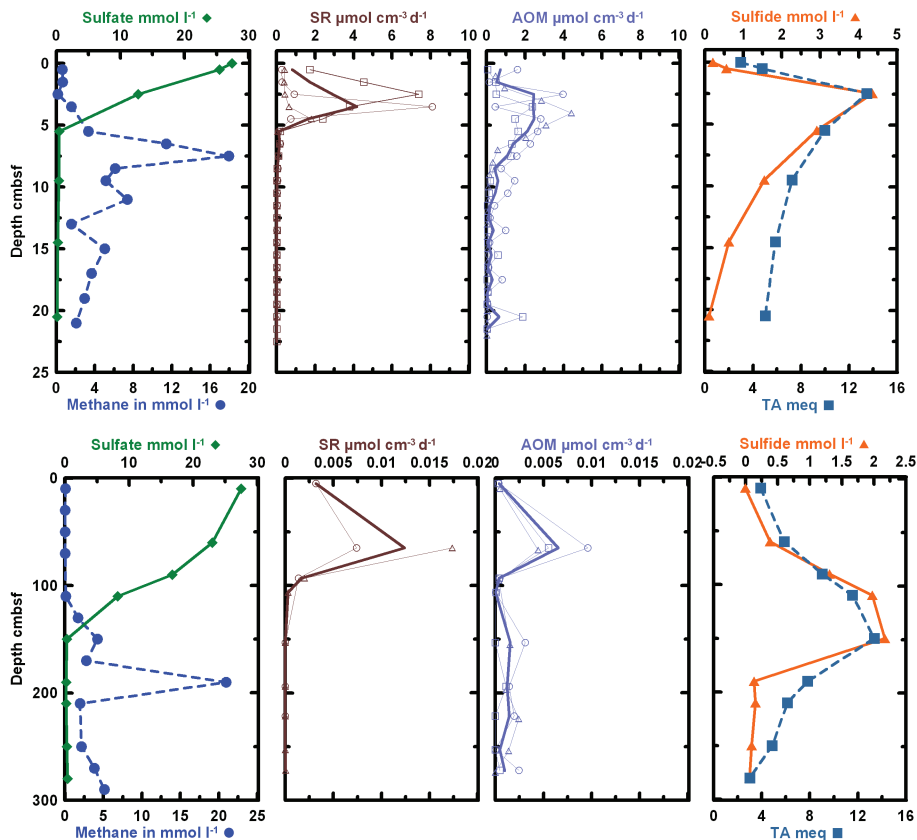 Sulfate mmol l⁻¹ SR µmol cm⁻³ d⁻¹ AOM µmol cm⁻³ d⁻¹ Sulfide mmol l⁻¹
0 10 20 30 0 2 4 6 8 10 0 2 4 6 8 10 0 1 2 3 4 5
0
5
10
15
20
25
Depth cmbsf
0 4 8 12 16 20 0 4 8 12 16
Methane in mmol l⁻¹ TA meq
Sulfate mmol l⁻¹ SR µmol cm⁻³ d⁻¹ AOM µmol cm⁻³ d⁻¹ Sulfide mmol l⁻¹
0 10 20 30 0 0.005 0.01 0.015 0.02 0 0.005 0.01 0.015 0.02 -0.5 0 0.5 1 1.5 2 2.5
0
100
200
300
Depth cmbsf
0 5 10 15 20 25 0 4 8 12 16
Methane in mmol l⁻¹ TA meq